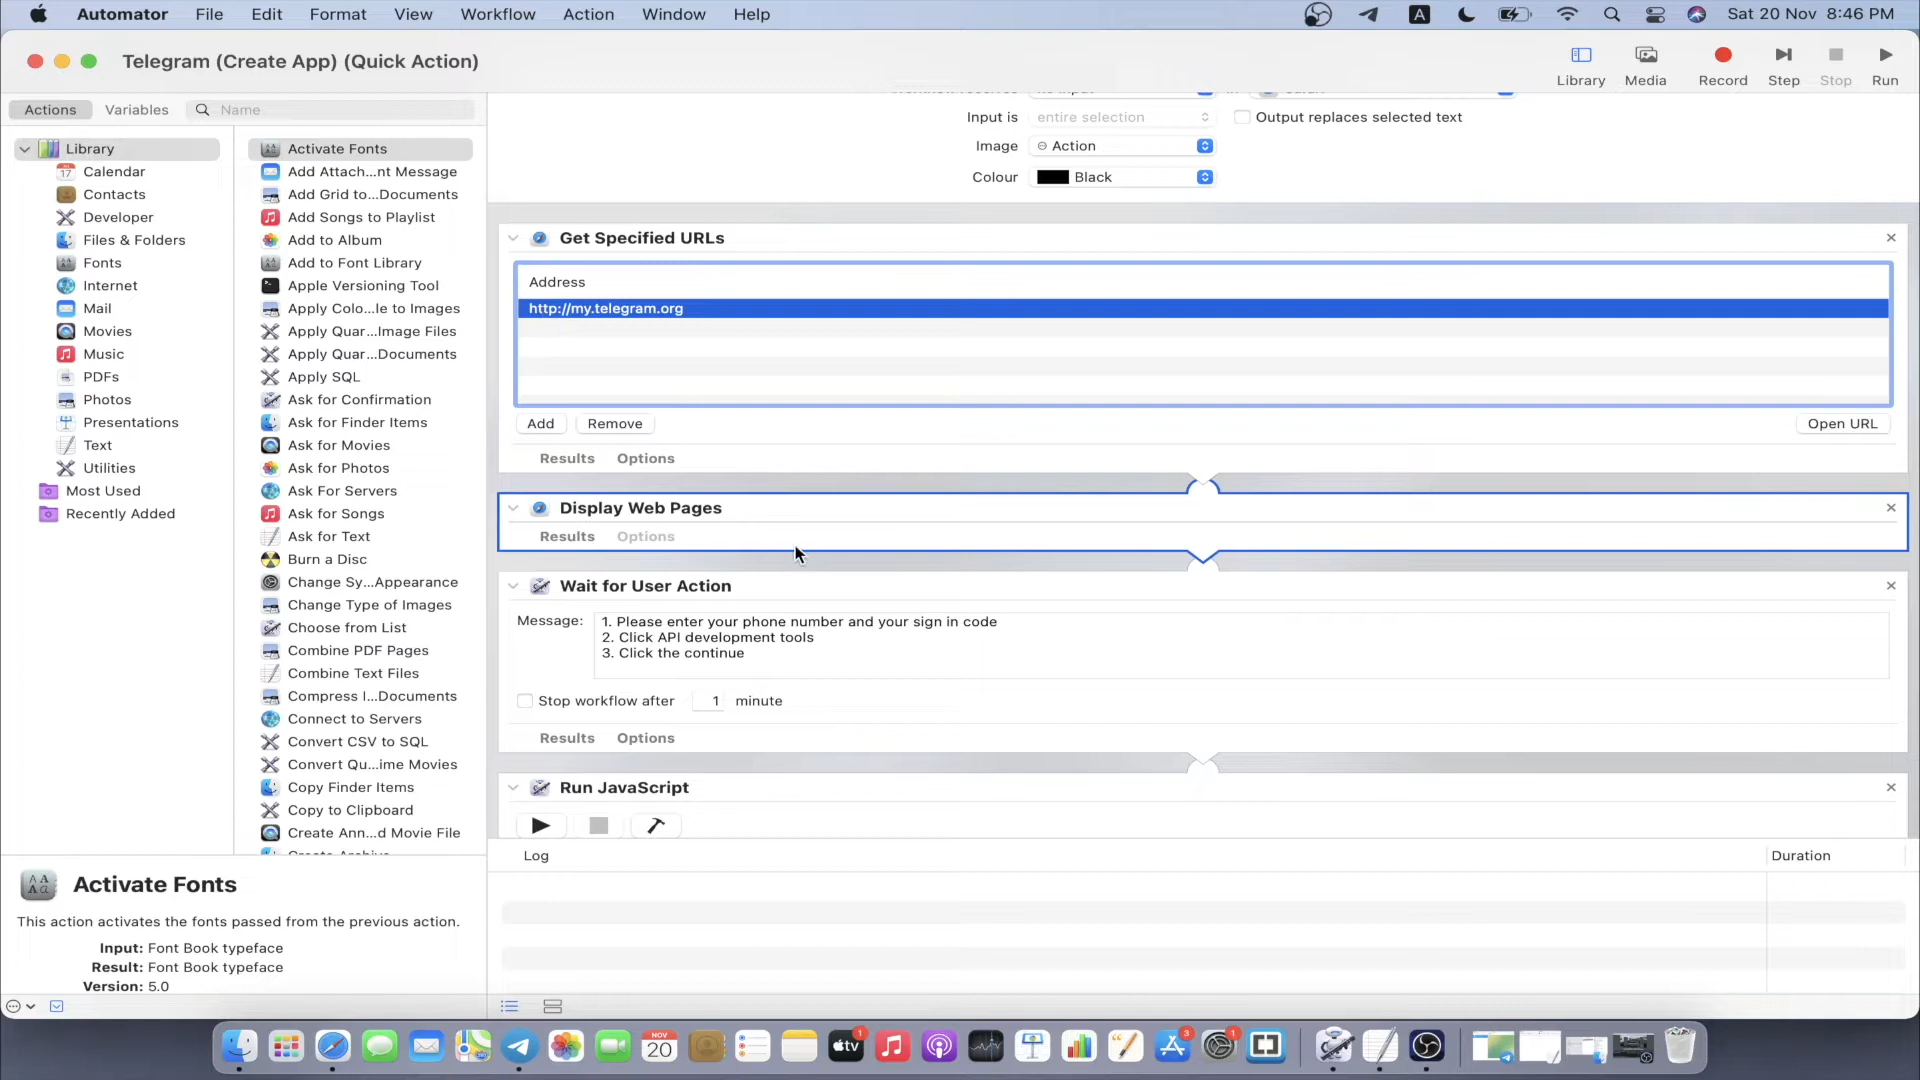 Automator File Edit Format View Workflow Action Window Help A Sat 20 Nov 8:46 PM
Telegram (Create App) (Quick Action)
Library Media Record Step Stop Run
Actions Variables Name
Library
Calendar
Contacts
Developer
Files & Folders
Fonts
Internet
Mail
Movies
Music
PDFs
Photos
Presentations
Text
Utilities
Most Used
Recently Added
Activate Fonts
Add Attach...nt Message
Add Grid to...Documents
Add Songs to Playlist
Add to Album
Add to Font Library
Apple Versioning Tool
Apply Colo...le to Images
Apply Quar...Image Files
Apply Quar...Documents
Apply SQL
Ask for Confirmation
Ask for Finder Items
Ask for Movies
Ask for Photos
Ask For Servers
Ask for Songs
Ask for Text
Burn a Disc
Change Sy...Appearance
Change Type of Images
Choose from List
Combine PDF Pages
Combine Text Files
Compress I...Documents
Connect to Servers
Convert CSV to SQL
Convert Qu...ime Movies
Copy Finder Items
Copy to Clipboard
Create Ann...d Movie File
Activate Fonts
This action activates the fonts passed from the previous action.
Input: Font Book typeface
Result: Font Book typeface
Version: 5.0
Input is entire selection Output replaces selected text
Image Action
Colour Black
Get Specified URLs
Address
http://my.telegram.org
Add Remove Open URL
Results Options
Display Web Pages
Results Options
Wait for User Action
Message: 1. Please enter your phone number and your sign in code
2. Click API development tools
3. Click the continue
Stop workflow after 1 minute
Results Options
Run JavaScript
Log Duration
NOV
20
tv
1
3
1